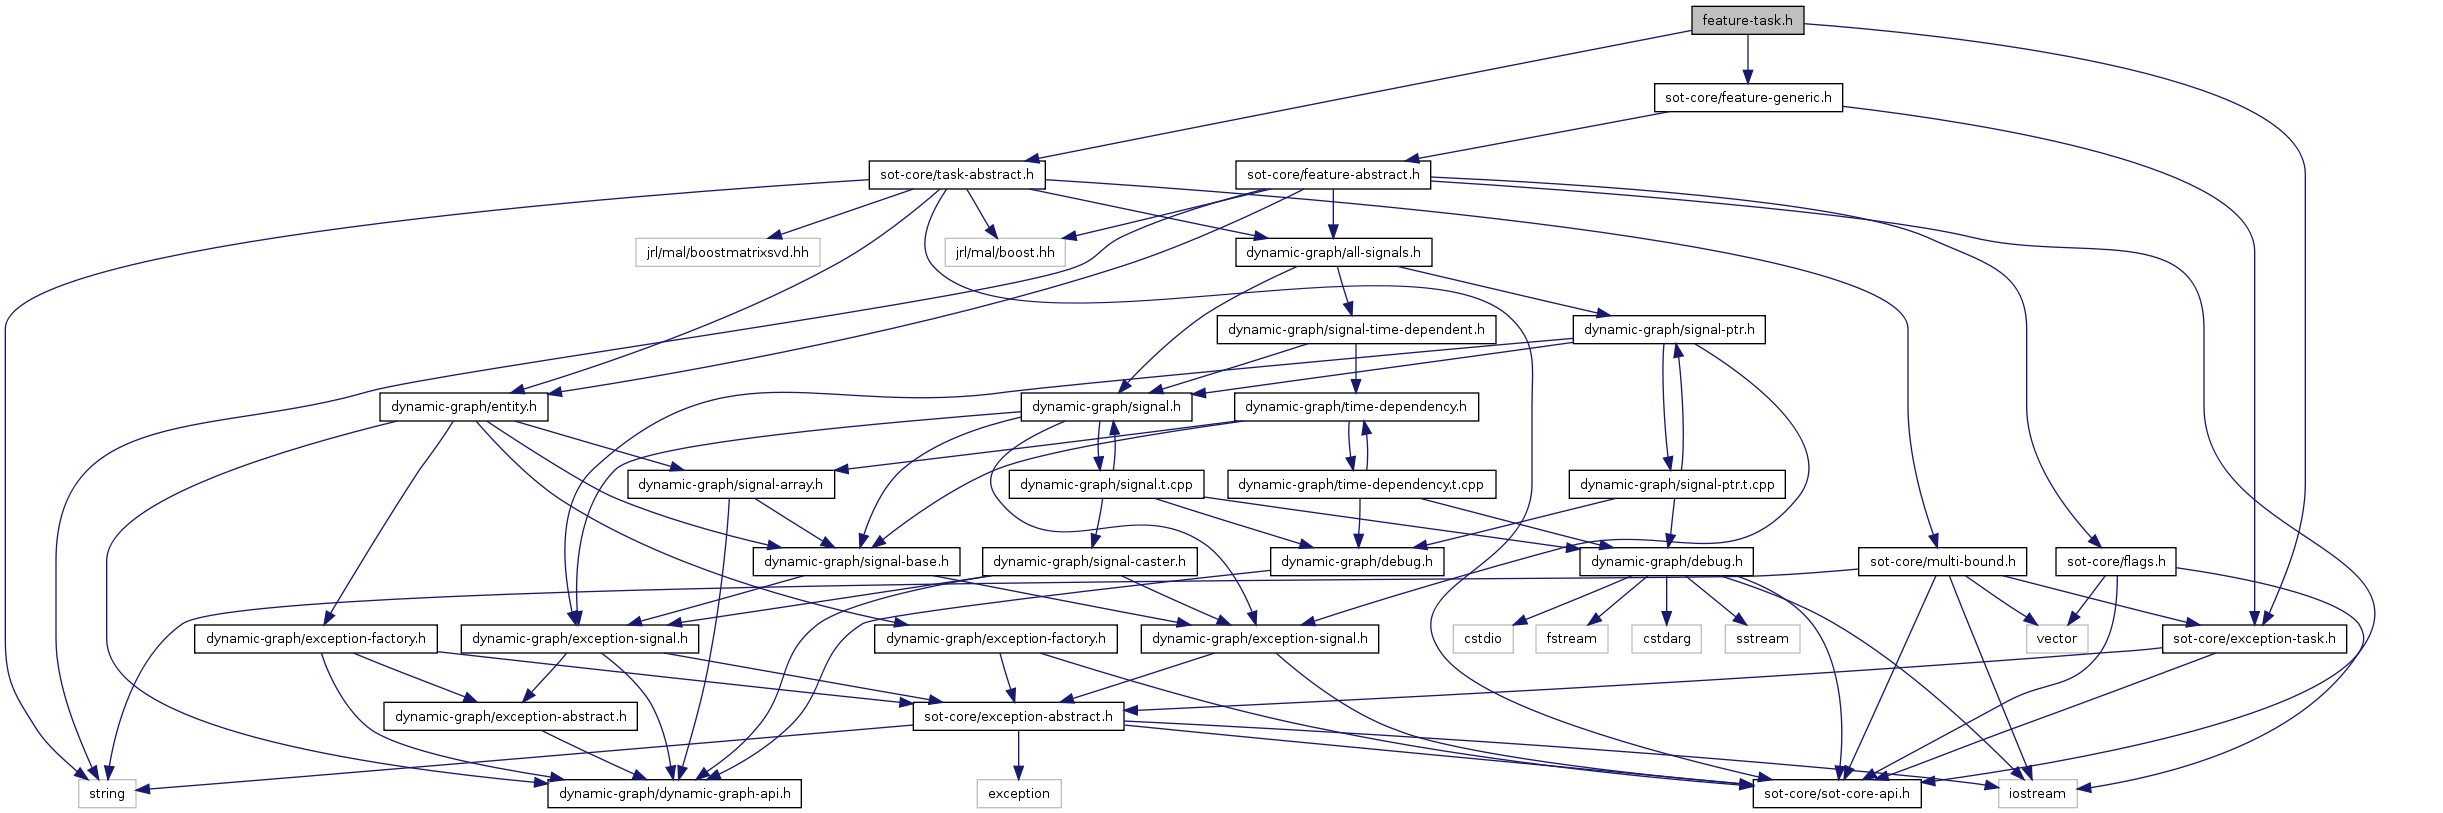 feature-task.h
sot-core/feature-generic.h
sot-core/task-abstract.h
sot-core/feature-abstract.h
jrl/mal/boostmatrixsvd.hh
jrl/mal/boost.hh
dynamic-graph/all-signals.h
dynamic-graph/signal-time-dependent.h
dynamic-graph/signal-ptr.h
dynamic-graph/entity.h
dynamic-graph/signal.h
dynamic-graph/time-dependency.h
dynamic-graph/signal-array.h
dynamic-graph/signal.t.cpp
dynamic-graph/time-dependency.t.cpp
dynamic-graph/signal-ptr.t.cpp
dynamic-graph/signal-base.h
dynamic-graph/signal-caster.h
dynamic-graph/debug.h
dynamic-graph/debug.h
sot-core/multi-bound.h
sot-core/flags.h
dynamic-graph/exception-factory.h
dynamic-graph/exception-signal.h
dynamic-graph/exception-factory.h
dynamic-graph/exception-signal.h
cstdio
fstream
cstdarg
sstream
vector
sot-core/exception-task.h
dynamic-graph/exception-abstract.h
sot-core/exception-abstract.h
string
dynamic-graph/dynamic-graph-api.h
exception
sot-core/sot-core-api.h
iostream